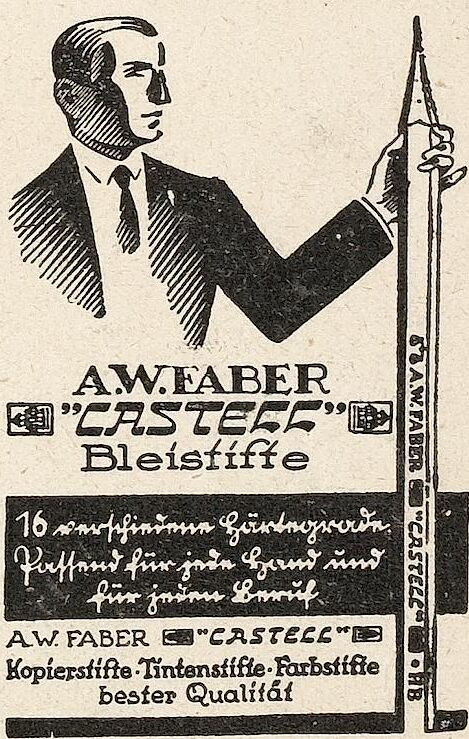 A.W.FABER
"CASTELL"
Bleistifte
16 verschiedene Härtegrade.
Passend für jede Hand und
für jeden Beruf
A.W. FABER "CASTELL"
Kopierstifte · Tintenstifte · Farbstifte
bester Qualität
A.W.FABER "CASTELL" · HB